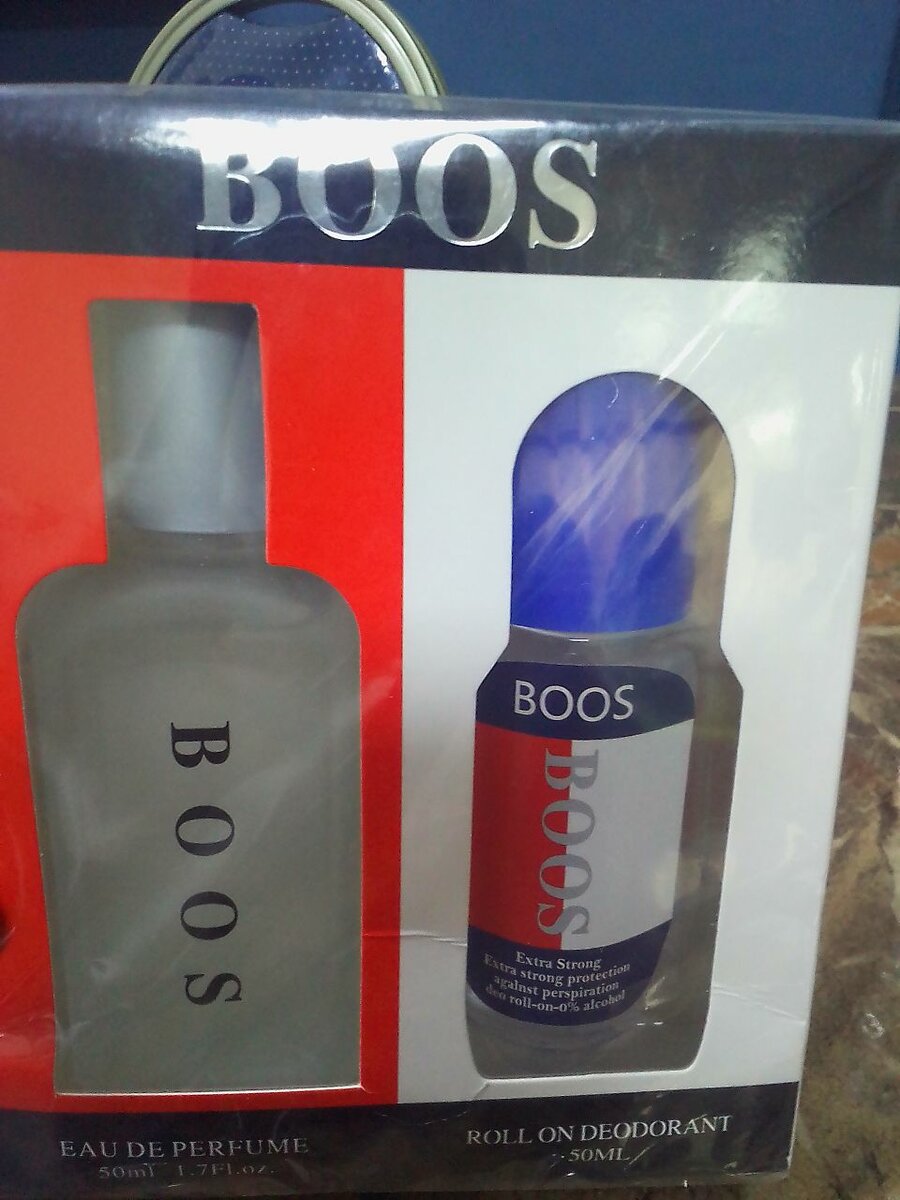 BOOS
BOOS
BOOS
BOOS
Extra Strong
Extra strong protection
against perspiration
deo roll-on-0% alcohol
EAU DE PERFUME
50ml 1.7Fl.oz.
ROLL ON DEODORANT
50ML